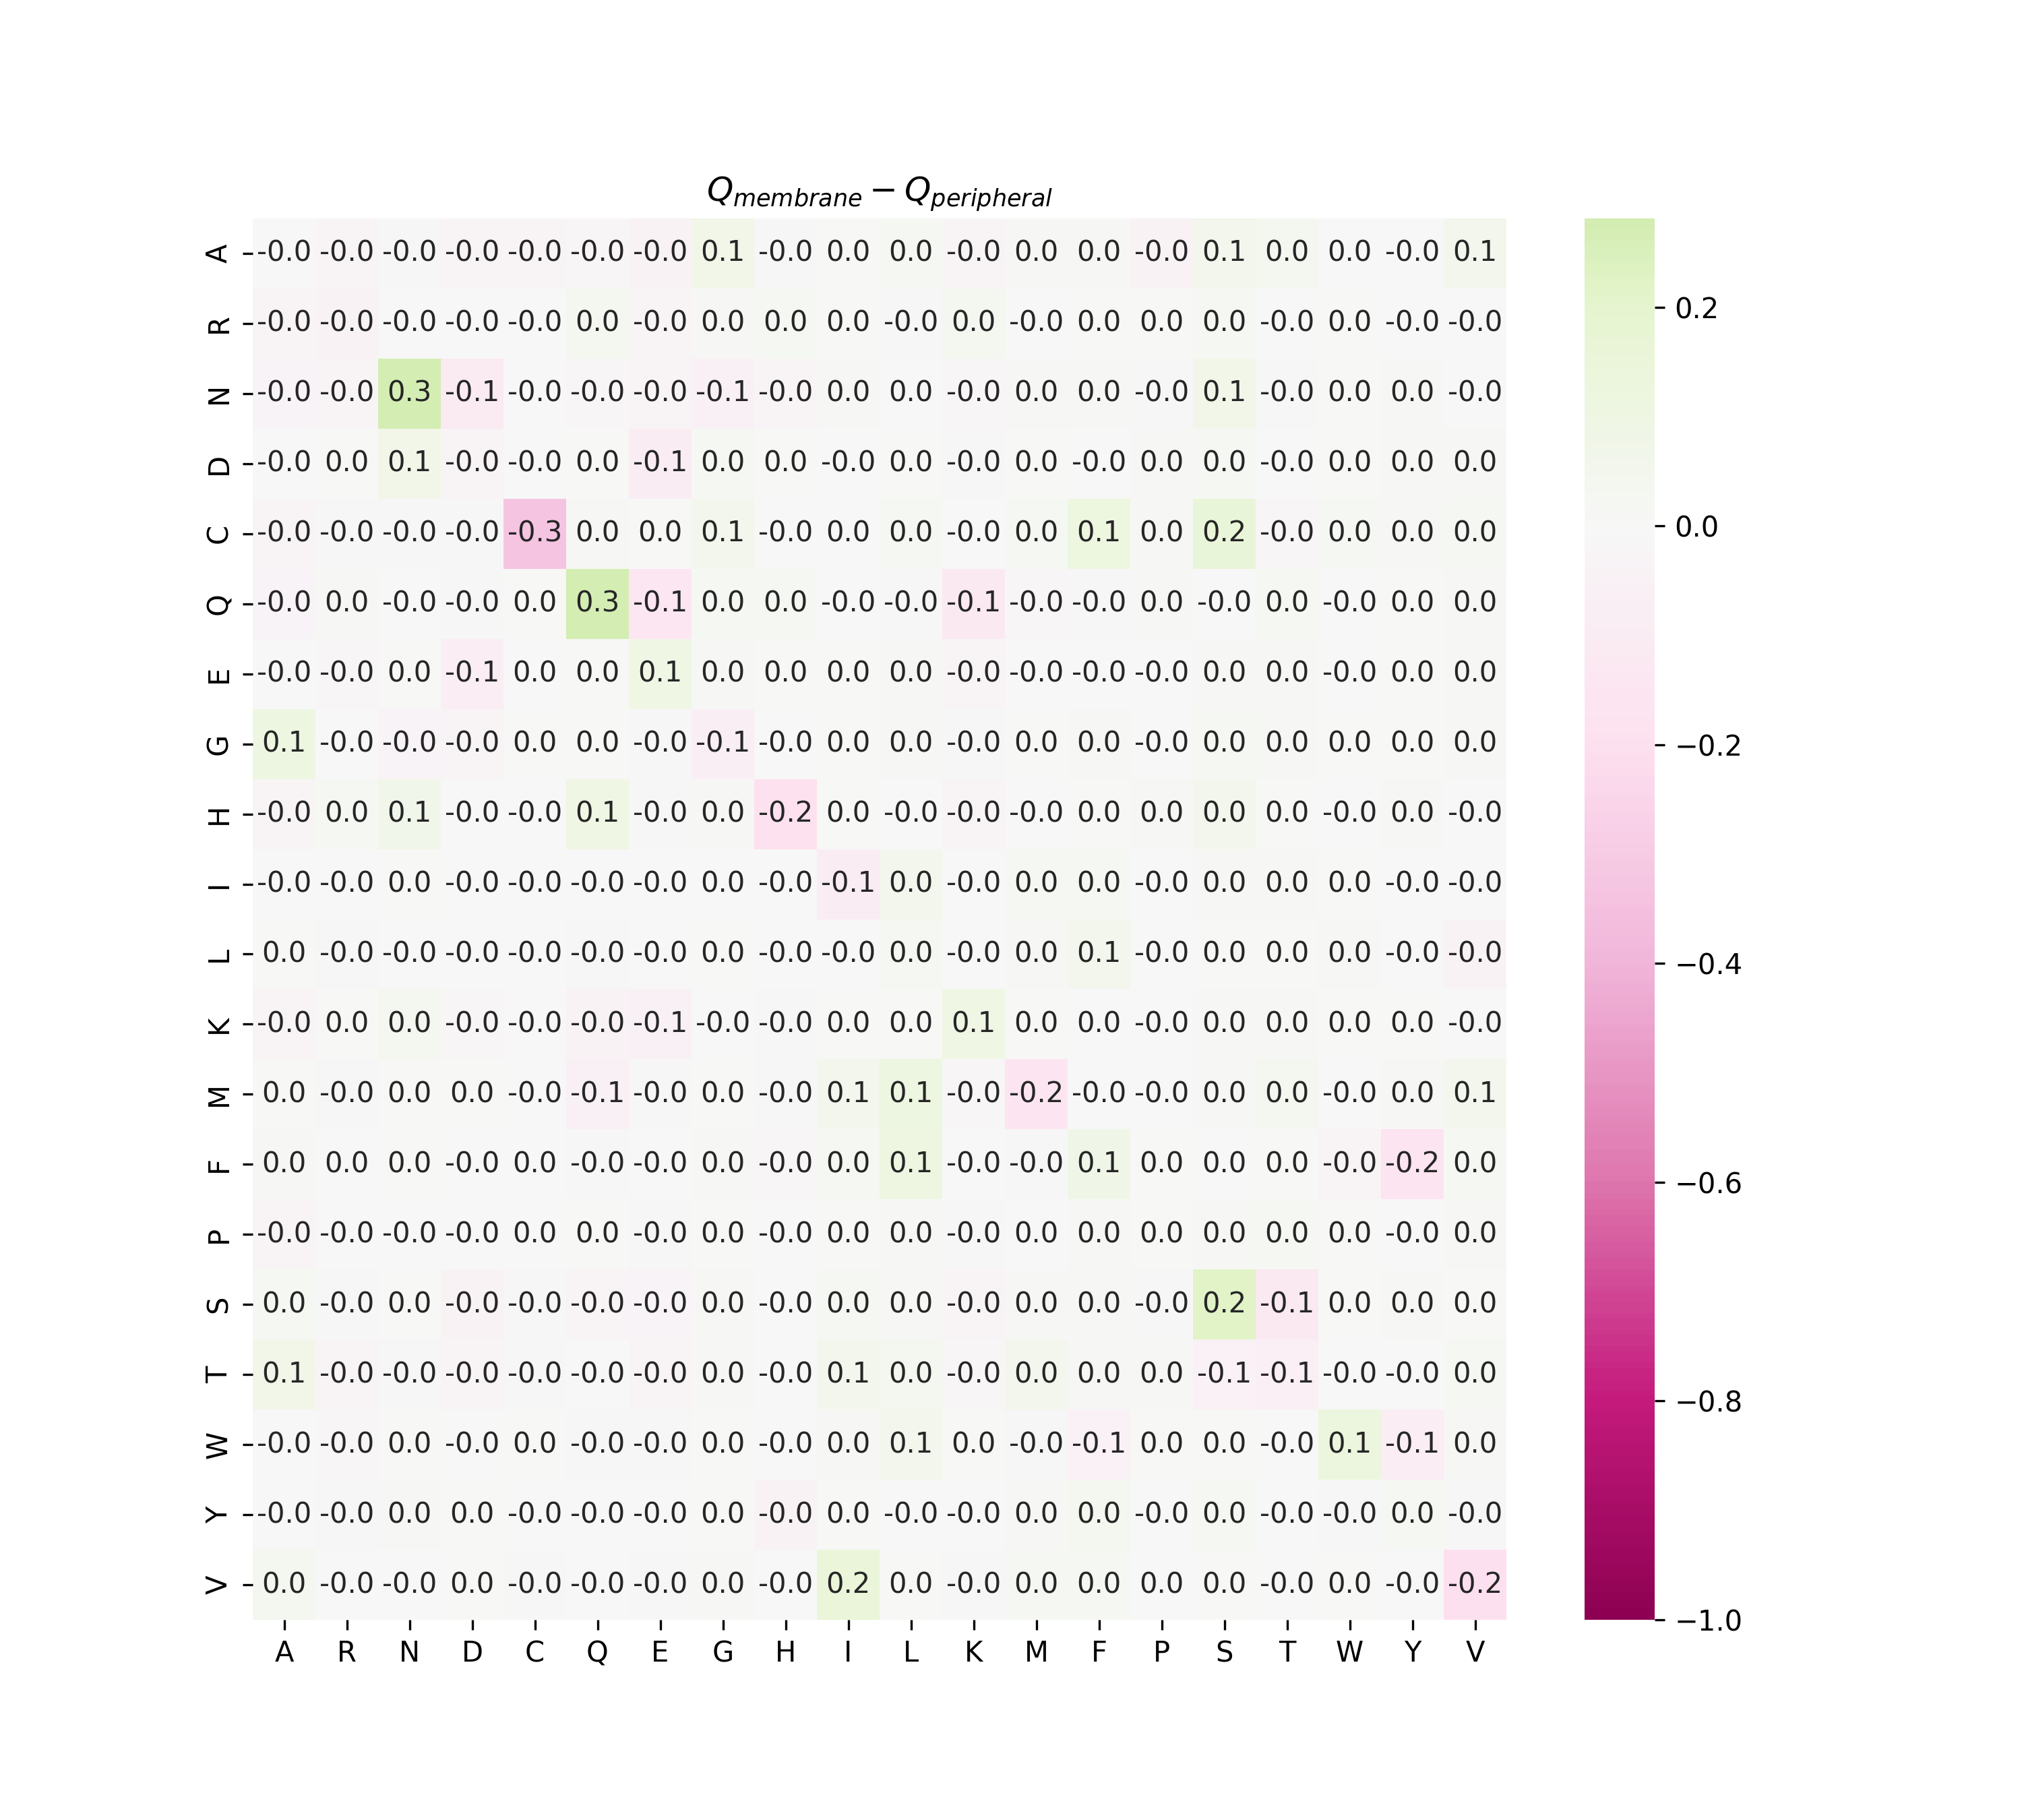 Q_membrane − Q_peripheral
A -0.0 -0.0 -0.0 -0.0 -0.0 -0.0 -0.0 0.1 -0.0 0.0 0.0 -0.0 0.0 0.0 -0.0 0.1 0.0 0.0 -0.0 0.1
R -0.0 -0.0 -0.0 -0.0 -0.0 0.0 -0.0 0.0 0.0 0.0 -0.0 0.0 -0.0 0.0 0.0 0.0 -0.0 0.0 -0.0 -0.0
N -0.0 -0.0 0.3 -0.1 -0.0 -0.0 -0.0 -0.1 -0.0 0.0 0.0 -0.0 0.0 0.0 -0.0 0.1 -0.0 0.0 0.0 -0.0
D -0.0 0.0 0.1 -0.0 -0.0 0.0 -0.1 0.0 0.0 -0.0 0.0 -0.0 0.0 -0.0 0.0 0.0 -0.0 0.0 0.0 0.0
C -0.0 -0.0 -0.0 -0.0 -0.3 0.0 0.0 0.1 -0.0 0.0 0.0 -0.0 0.0 0.1 0.0 0.2 -0.0 0.0 0.0 0.0
Q -0.0 0.0 -0.0 -0.0 0.0 0.3 -0.1 0.0 0.0 -0.0 -0.0 -0.1 -0.0 -0.0 0.0 -0.0 0.0 -0.0 0.0 0.0
E -0.0 -0.0 0.0 -0.1 0.0 0.0 0.1 0.0 0.0 0.0 0.0 -0.0 -0.0 -0.0 -0.0 0.0 0.0 -0.0 0.0 0.0
G 0.1 -0.0 -0.0 -0.0 0.0 0.0 -0.0 -0.1 -0.0 0.0 0.0 -0.0 0.0 0.0 -0.0 0.0 0.0 0.0 0.0 0.0
H -0.0 0.0 0.1 -0.0 -0.0 0.1 -0.0 0.0 -0.2 0.0 -0.0 -0.0 -0.0 0.0 0.0 0.0 0.0 -0.0 0.0 -0.0
I -0.0 -0.0 0.0 -0.0 -0.0 -0.0 -0.0 0.0 -0.0 -0.1 0.0 -0.0 0.0 0.0 -0.0 0.0 0.0 0.0 -0.0 -0.0
L 0.0 -0.0 -0.0 -0.0 -0.0 -0.0 -0.0 0.0 -0.0 -0.0 0.0 -0.0 0.0 0.1 -0.0 0.0 0.0 0.0 -0.0 -0.0
K -0.0 0.0 0.0 -0.0 -0.0 -0.0 -0.1 -0.0 -0.0 0.0 0.0 0.1 0.0 0.0 -0.0 0.0 0.0 0.0 0.0 -0.0
M 0.0 -0.0 0.0 0.0 -0.0 -0.1 -0.0 0.0 -0.0 0.1 0.1 -0.0 -0.2 -0.0 -0.0 0.0 0.0 -0.0 0.0 0.1
F 0.0 0.0 0.0 -0.0 0.0 -0.0 -0.0 0.0 -0.0 0.0 0.1 -0.0 -0.0 0.1 0.0 0.0 0.0 -0.0 -0.2 0.0
P -0.0 -0.0 -0.0 -0.0 0.0 0.0 -0.0 0.0 -0.0 0.0 0.0 -0.0 0.0 0.0 0.0 0.0 0.0 0.0 -0.0 0.0
S 0.0 -0.0 0.0 -0.0 -0.0 -0.0 -0.0 0.0 -0.0 0.0 0.0 -0.0 0.0 0.0 -0.0 0.2 -0.1 0.0 0.0 0.0
T 0.1 -0.0 -0.0 -0.0 -0.0 -0.0 -0.0 0.0 -0.0 0.1 0.0 -0.0 0.0 0.0 0.0 -0.1 -0.1 -0.0 -0.0 0.0
W -0.0 -0.0 0.0 -0.0 0.0 -0.0 -0.0 0.0 -0.0 0.0 0.1 0.0 -0.0 -0.1 0.0 0.0 -0.0 0.1 -0.1 0.0
Y -0.0 -0.0 0.0 0.0 -0.0 -0.0 -0.0 0.0 -0.0 0.0 -0.0 -0.0 0.0 0.0 -0.0 0.0 -0.0 -0.0 0.0 -0.0
V 0.0 -0.0 -0.0 0.0 -0.0 -0.0 -0.0 0.0 -0.0 0.2 0.0 -0.0 0.0 0.0 0.0 0.0 -0.0 0.0 -0.0 -0.2
A R N D C Q E G H I L K M F P S T W Y V
0.2
0.0
−0.2
−0.4
−0.6
−0.8
−1.0